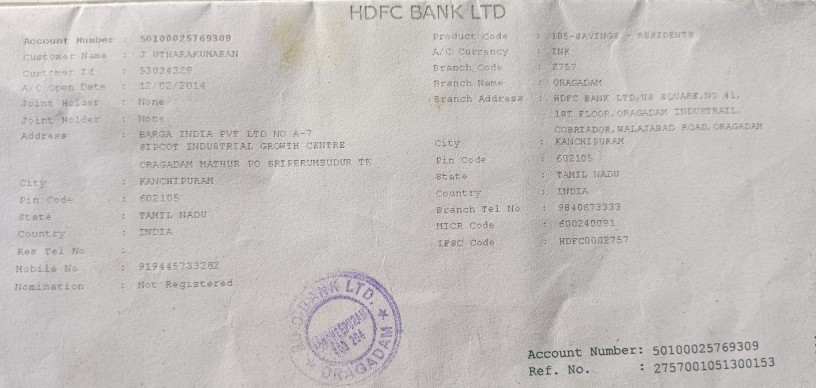 HDFC BANK LTD
Account Number : 50100025769309
Customer Name : J UTHARAKUMARAN
Customer Id : 53034329
A/C Open Date : 12/02/2014
Joint Holder : None
Joint Holder : None
Address : BARGA INDIA PVT LTD NO A-7
SIPCOT INDUSTRIAL GROWTH CENTRE
ORAGADAM MATHUR PO SRIPERUMBUDUR TK
City : KANCHIPURAM
Pin Code : 602105
State : TAMIL NADU
Country : INDIA
Res Tel No :
Mobile No : 919445733282
Nomination : Not Registered
Product Code : 105-SAVINGS - RESIDENTS
A/C Currency : INR
Branch Code : 2757
Branch Name : ORAGADAM
Branch Address : HDFC BANK LTD,US SQUARE,NO 41,
1ST FLOOR,ORAGADAM INDUSTRAIL,
CORRIADOR,WALAJABAD ROAD,ORAGADAM
City : KANCHIPURAM
Pin Code : 602105
State : TAMIL NADU
Country : INDIA
Branch Tel No : 9840673333
MICR Code : 600240091
IFSC Code : HDFC0002757
BANK LTD.
ORAGADAM
Account Number: 50100025769309
Ref. No. : 2757001051300153